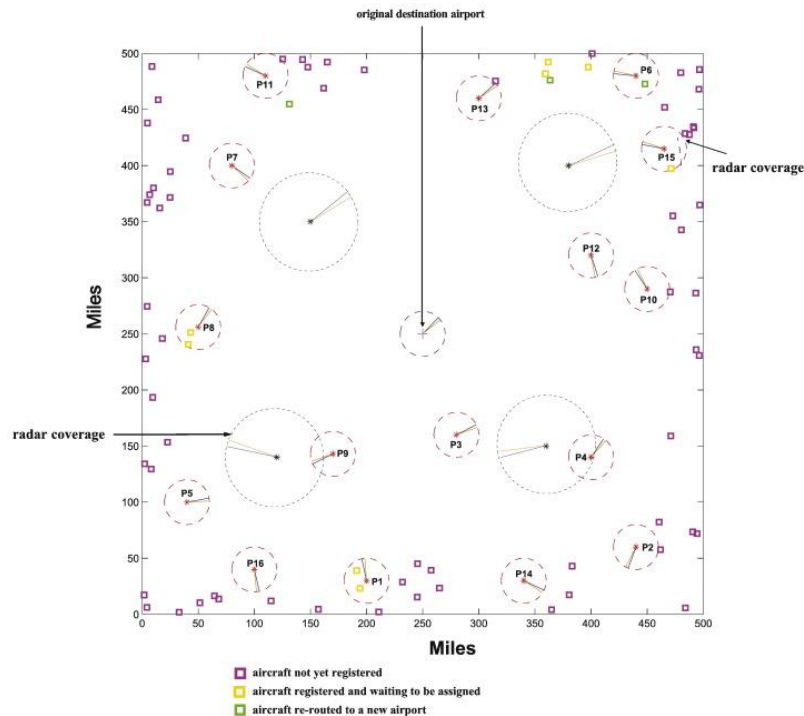 original destination airport
500
450
400
350
300
250
200
150
100
50
0
Miles
P11
P6
P13
P15
radar coverage
P7
P12
P10
P8
radar coverage
P3
P9
P4
P5
P2
P16
P1
P14
0
50
100
150
200
250
300
350
400
450
500
Miles
aircraft not yet registered
aircraft registered and waiting to be assigned
aircraft re-routed to a new airport